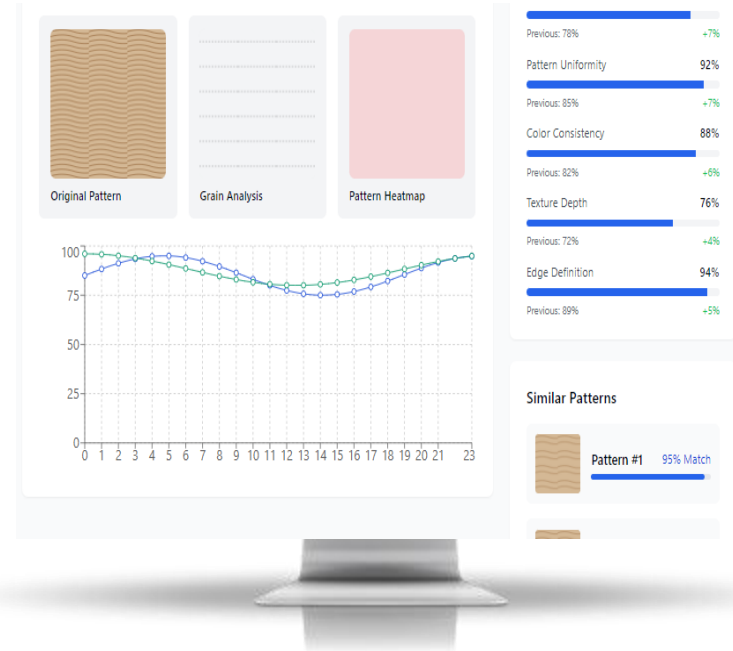 Original Pattern
Grain Analysis
Pattern Heatmap
100
75
50
25
0
0 1 2 3 4 5 6 7 8 9 10 11 12 13 14 15 16 17 18 19 20 21 23
Previous: 78% +7%
Pattern Uniformity 92%
Previous: 85% +7%
Color Consistency 88%
Previous: 82% +6%
Texture Depth 76%
Previous: 72% +4%
Edge Definition 94%
Previous: 89% +5%
Similar Patterns
Pattern #1 95% Match